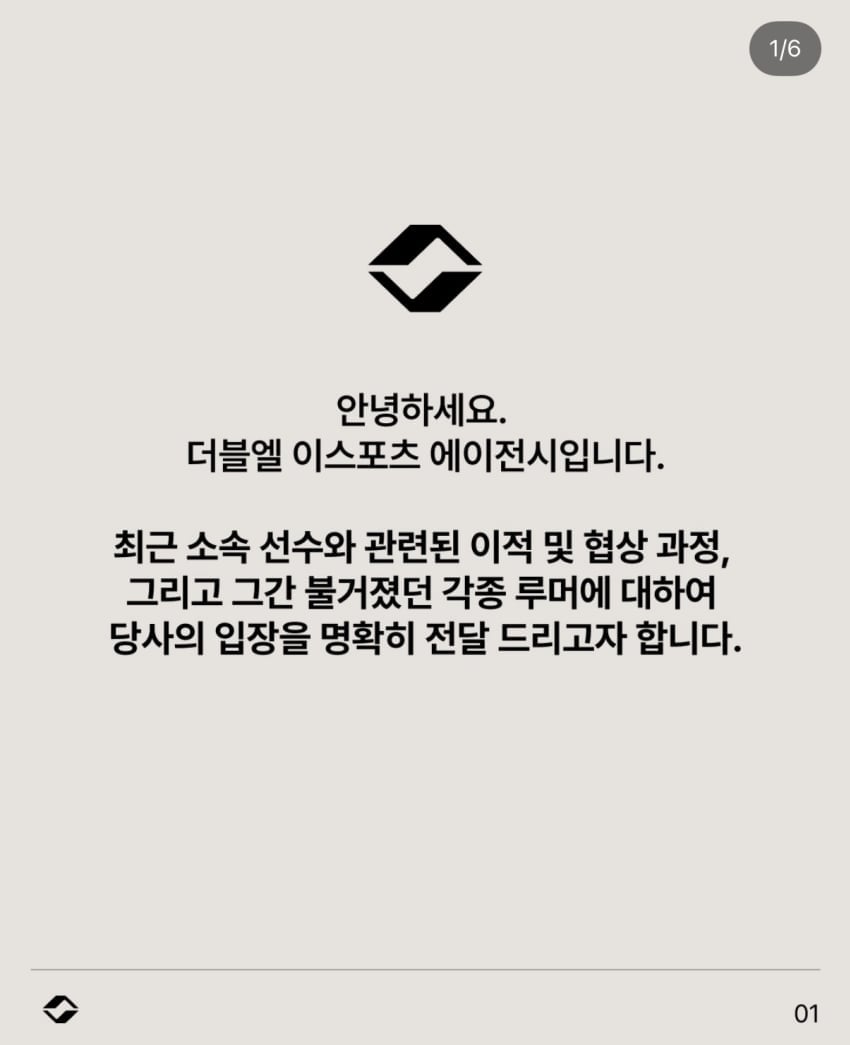 1/6
안녕하세요.
더블엘 이스포츠 에이전시입니다.
최근 소속 선수와 관련된 이적 및 협상 과정,
그리고 그간 불거졌던 각종 루머에 대하여
당사의 입장을 명확히 전달 드리고자 합니다.
01